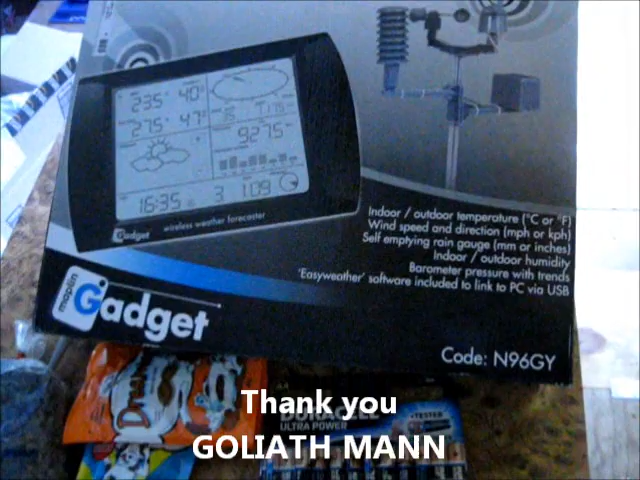 23.5 40
27.5 47
927.5
16:35 3. 1.09
wireless weather forecaster
Gadget
Indoor / outdoor temperature (°C or °F)
Wind speed and direction (mph or kph)
Self emptying rain gauge (mm or inches)
Indoor / outdoor humidity
Barometer pressure with trends
'Easyweather' software included to link to PC via USB
maplin
Gadget
Code: N96GY
AA
DURACELL
ULTRA POWER
+TESTER
Thank you
GOLIATH MANN